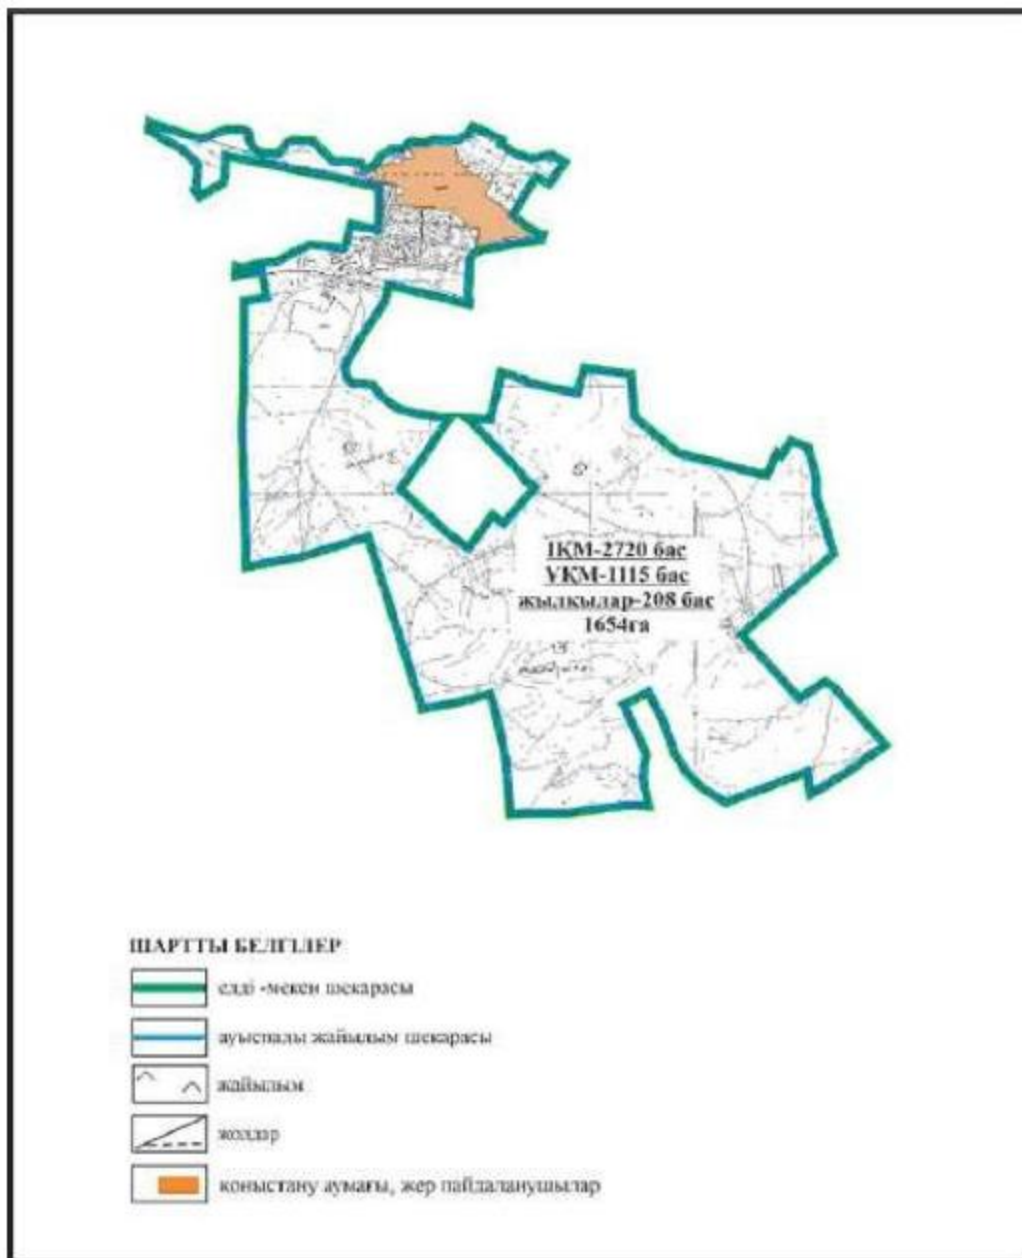 ІҚМ-2720 бас
ҰҚМ-1115 бас
жылқылар-208 бас
1654га
ШАРТТЫ БЕЛГІЛЕР
елді -мекен шекарасы
ауыспалы жайылым шекарасы
жайылым
жолдар
қоныстану аумағы, жер пайдаланушылар